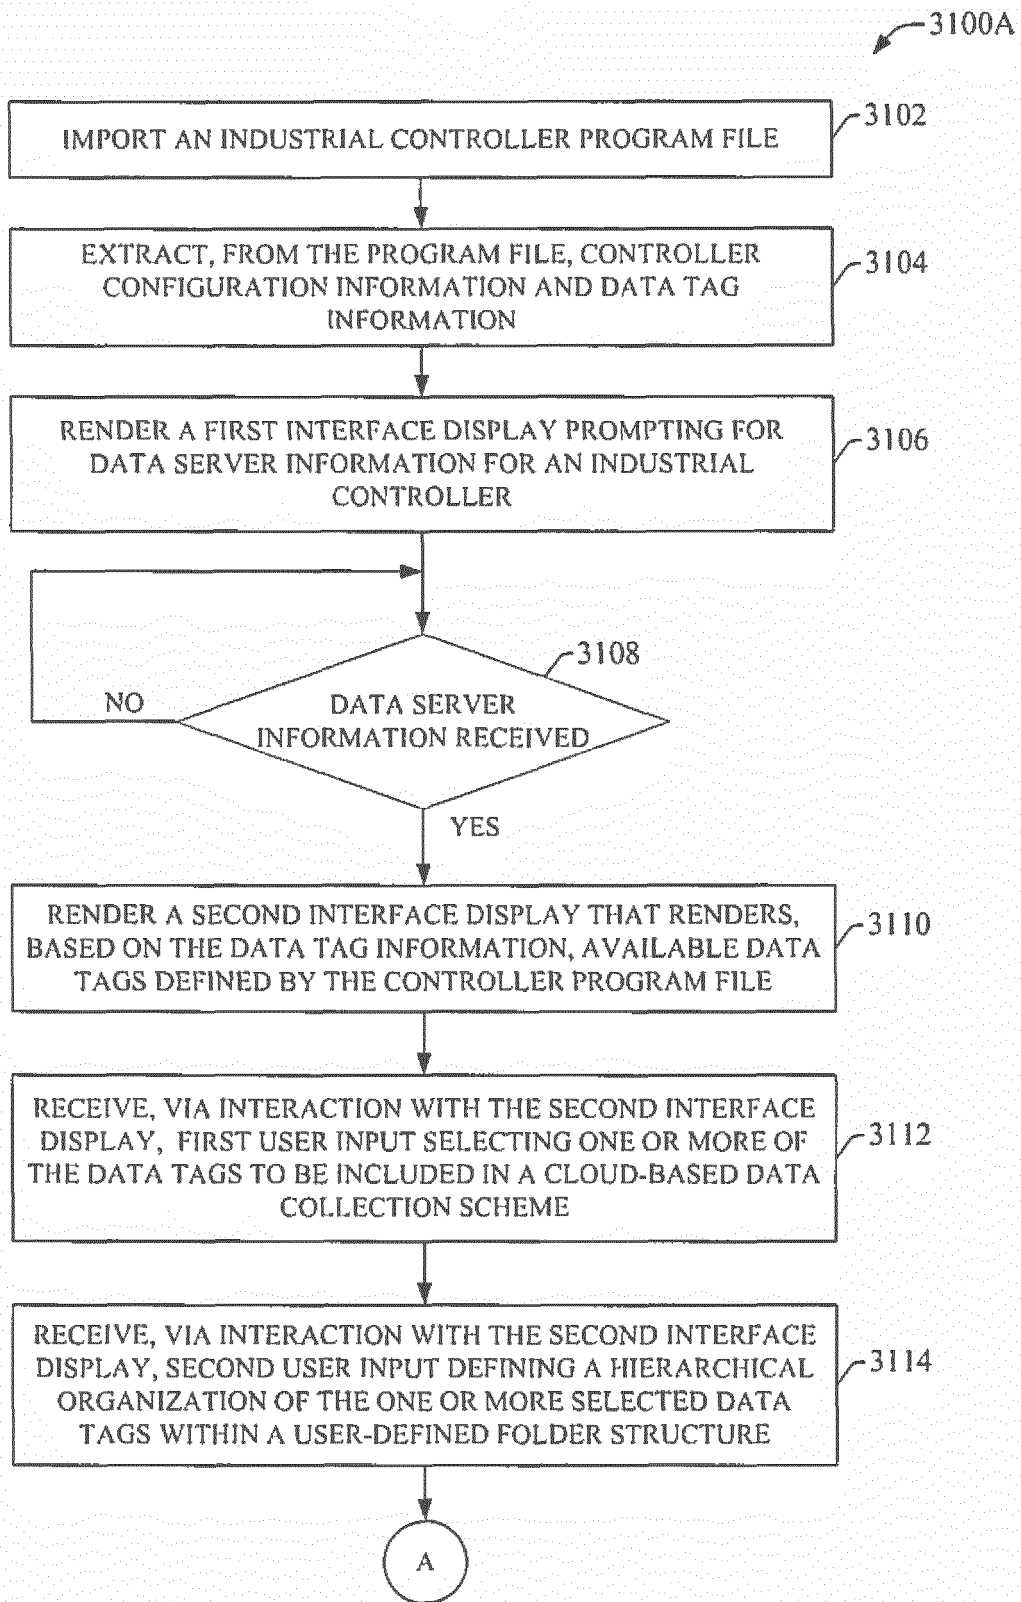 3100A
IMPORT AN INDUSTRIAL CONTROLLER PROGRAM FILE
3102
EXTRACT, FROM THE PROGRAM FILE, CONTROLLER
CONFIGURATION INFORMATION AND DATA TAG
INFORMATION
3104
RENDER A FIRST INTERFACE DISPLAY PROMPTING FOR
DATA SERVER INFORMATION FOR AN INDUSTRIAL
CONTROLLER
3106
3108
DATA SERVER
INFORMATION RECEIVED
NO
YES
RENDER A SECOND INTERFACE DISPLAY THAT RENDERS,
BASED ON THE DATA TAG INFORMATION, AVAILABLE DATA
TAGS DEFINED BY THE CONTROLLER PROGRAM FILE
3110
RECEIVE, VIA INTERACTION WITH THE SECOND INTERFACE
DISPLAY, FIRST USER INPUT SELECTING ONE OR MORE OF
THE DATA TAGS TO BE INCLUDED IN A CLOUD-BASED DATA
COLLECTION SCHEME
3112
RECEIVE, VIA INTERACTION WITH THE SECOND INTERFACE
DISPLAY, SECOND USER INPUT DEFINING A HIERARCHICAL
ORGANIZATION OF THE ONE OR MORE SELECTED DATA
TAGS WITHIN A USER-DEFINED FOLDER STRUCTURE
3114
A